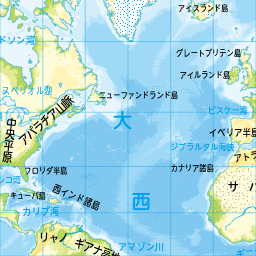 アイスランド島
ドソン湾
グレートブリテン島
アイルランド島
スペリオル湖
ニューファンドランド島
ビスケー湾
アパラチア山脈
大
中央平原
イベリア半島
ジブラルタル海峡
アトラ
カナリア諸島
フロリダ半島
シコ湾
西インド諸島
サ バ
キューバ島
西
カリブ海
リャノ
ギアナ高地
アマゾン川